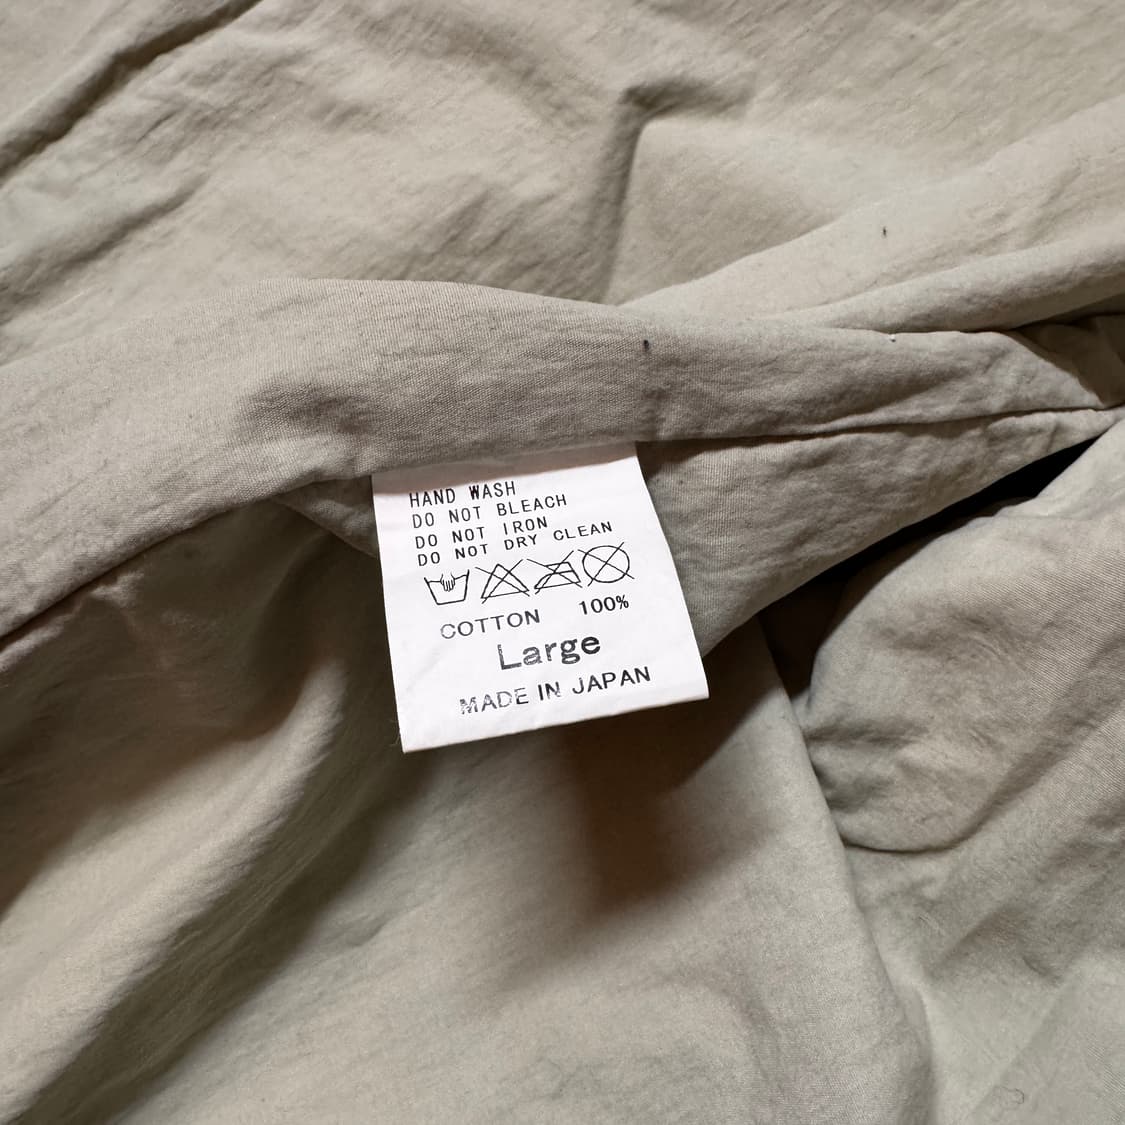 HAND WASH
DO NOT BLEACH
DO NOT IRON
DO NOT DRY CLEAN
COTTON 100%
Large
MADE IN JAPAN